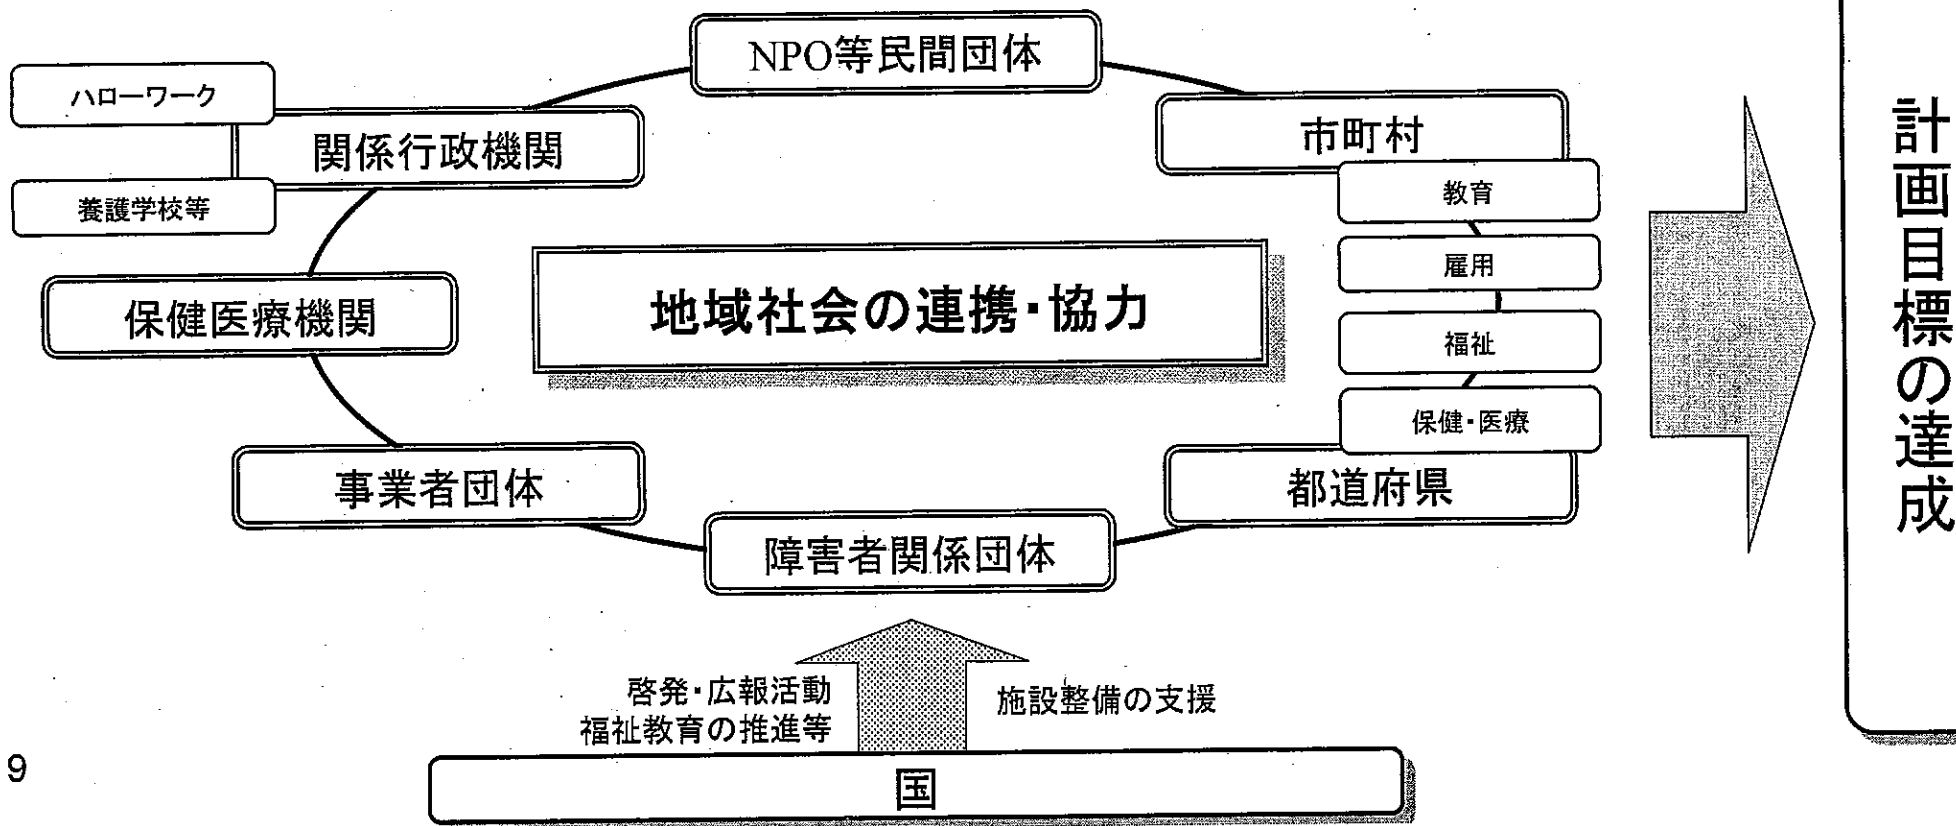 NPO等民間団体
ハローワーク
関係行政機関
養護学校等
市町村
教育
雇用
福祉
保健・医療
地域社会の連携・協力
保健医療機関
事業者団体
都道府県
障害者関係団体
啓発・広報活動
福祉教育の推進等
施設整備の支援
国
計画目標の達成
9